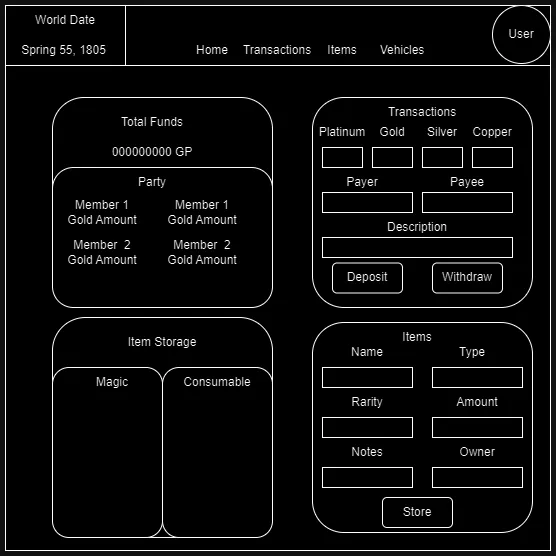 World Date
Spring 55, 1805
Home Transactions Items Vehicles
User
Total Funds
000000000 GP
Party
Member 1 Member 1
Gold Amount Gold Amount
Member 2 Member 2
Gold Amount Gold Amount
Transactions
Platinum Gold Silver Copper
Payer Payee
Description
Deposit Withdraw
Item Storage
Magic Consumable
Items
Name Type
Rarity Amount
Notes Owner
Store